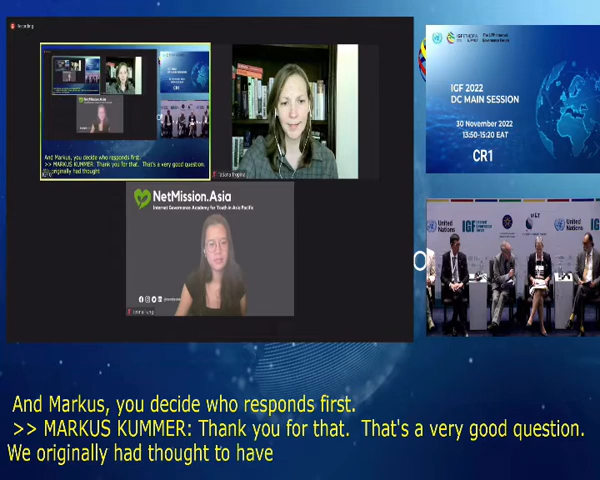 Recording
IGF 2022
DC MAIN SESSION
30 November 2022
13:50-15:20 EAT
CR1
And Markus, you decide who responds first.
>> MARKUS KUMMER: Thank you for that. That's a very good question.
We originally had thought
NetMission.Asia
Internet Governance Academy for Youth in Asia Pacific
United
Nations
IGF
United
Nations
IG
And Markus, you decide who responds first.
>> MARKUS KUMMER: Thank you for that. That's a very good question.
We originally had thought to have